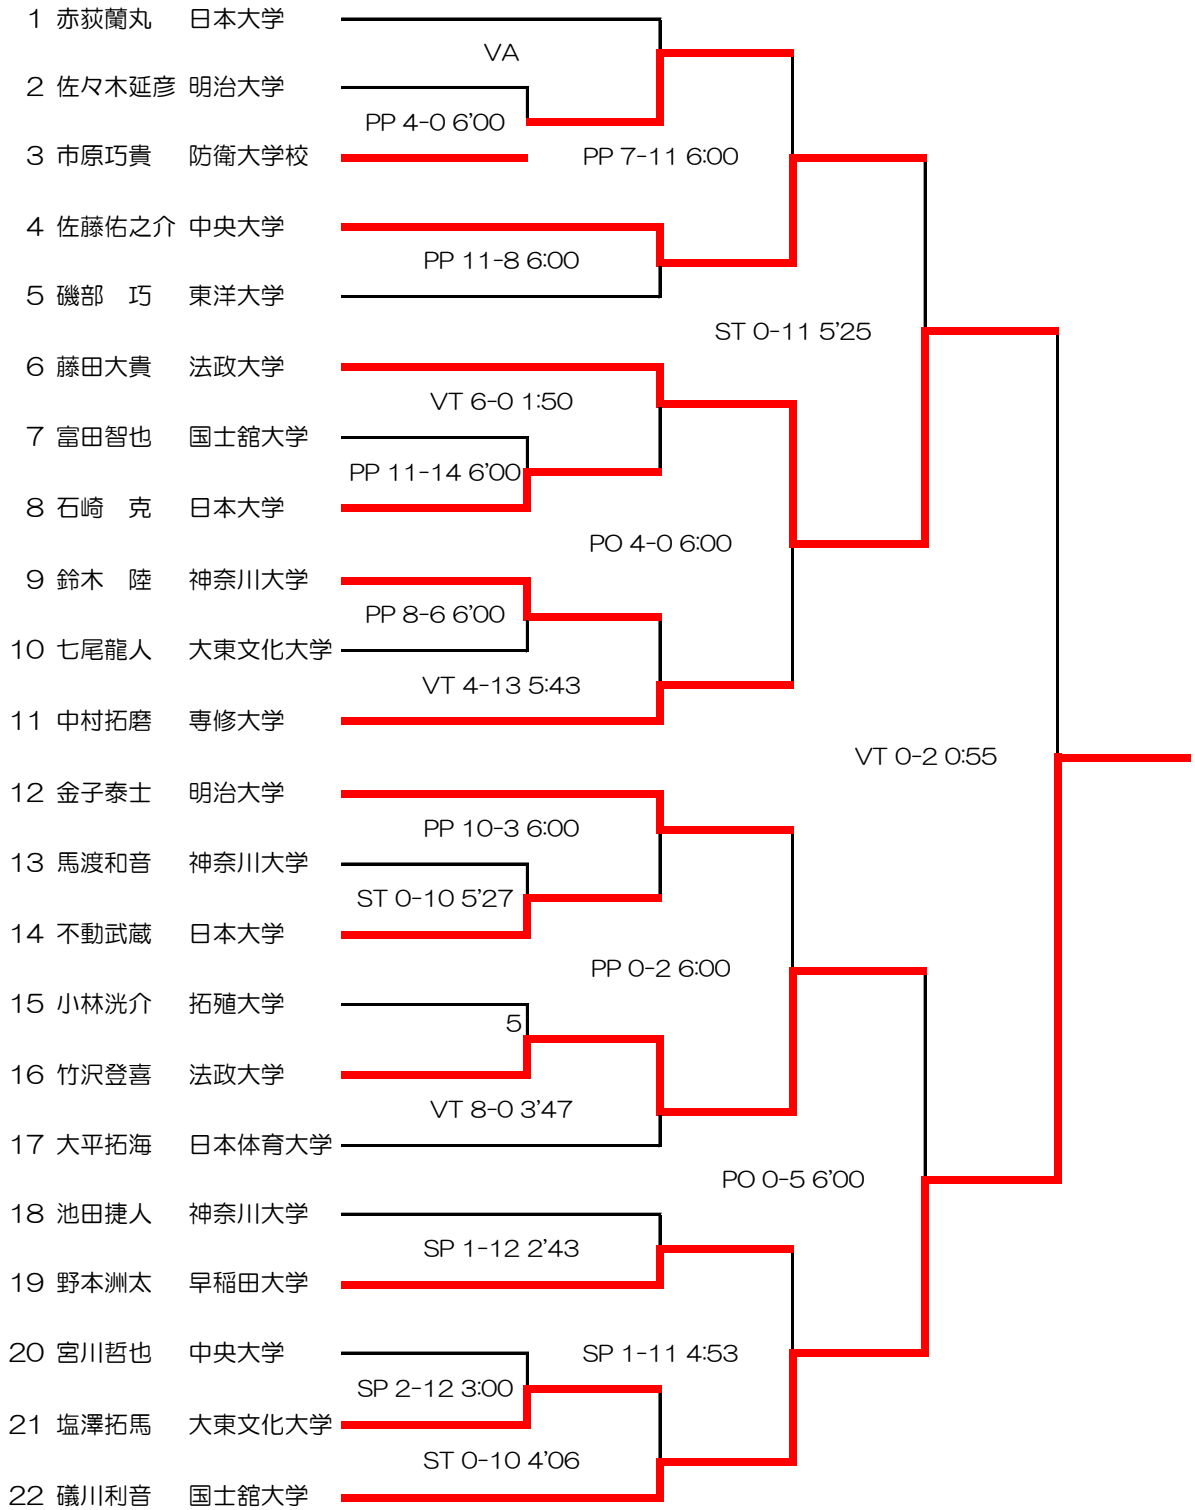 1 赤荻蘭丸 日本大学
VA
2 佐々木延彦 明治大学
PP 4-0 6’00
3 市原巧貴 防衛大学校
PP 7-11 6:00
4 佐藤佑之介 中央大学
PP 11-8 6:00
5 磯部 巧 東洋大学
ST 0-11 5’25
6 藤田大貴 法政大学
VT 6-0 1:50
7 富田智也 国士舘大学
PP 11-14 6’00
8 石崎 克 日本大学
PO 4-0 6:00
9 鈴木 陸 神奈川大学
PP 8-6 6’00
10 七尾龍人 大東文化大学
VT 4-13 5:43
11 中村拓磨 専修大学
VT 0-2 0:55
12 金子泰士 明治大学
PP 10-3 6:00
13 馬渡和音 神奈川大学
ST 0-10 5’27
14 不動武蔵 日本大学
PP 0-2 6:00
15 小林洸介 拓殖大学
5
16 竹沢登喜 法政大学
VT 8-0 3’47
17 大平拓海 日本体育大学
PO 0-5 6’00
18 池田捷人 神奈川大学
SP 1-12 2’43
19 野本洲太 早稲田大学
20 宮川哲也 中央大学
SP 1-11 4:53
SP 2-12 3:00
21 塩澤拓馬 大東文化大学
ST 0-10 4’06
22 礒川利音 国士舘大学